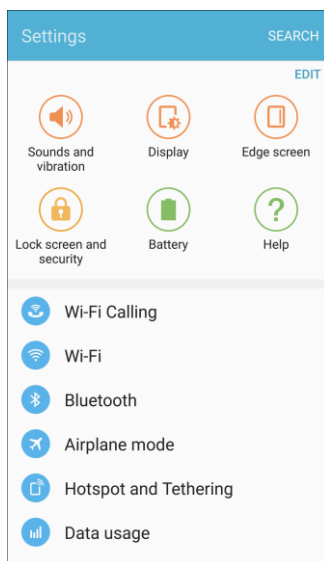 Settings SEARCH
EDIT
Sounds and vibration
Display
Edge screen
Lock screen and security
Battery
Help
Wi-Fi Calling
Wi-Fi
Bluetooth
Airplane mode
Hotspot and Tethering
Data usage